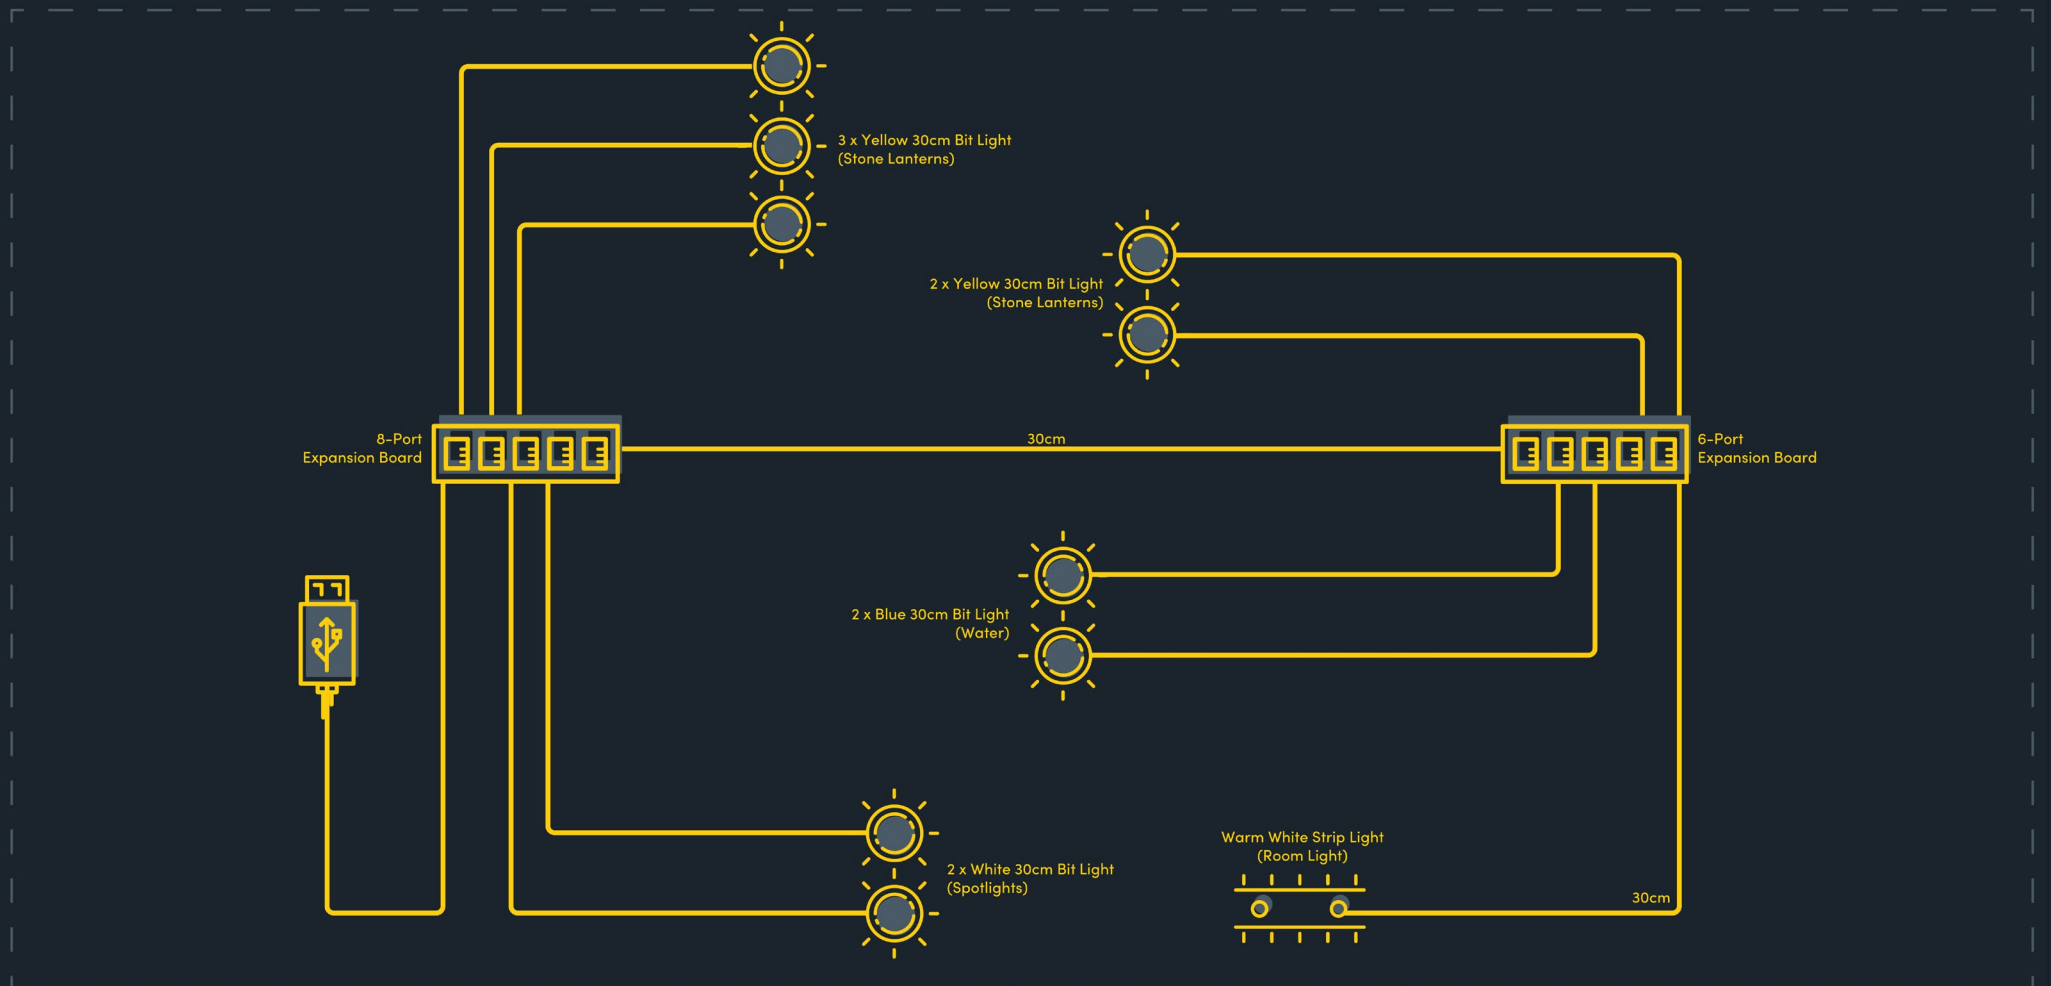 3 x Yellow 30cm Bit Light
(Stone Lanterns)
2 x Yellow 30cm Bit Light
(Stone Lanterns)
8-Port
Expansion Board
30cm
6-Port
Expansion Board
2 x Blue 30cm Bit Light
(Water)
2 x White 30cm Bit Light
(Spotlights)
Warm White Strip Light
(Room Light)
30cm